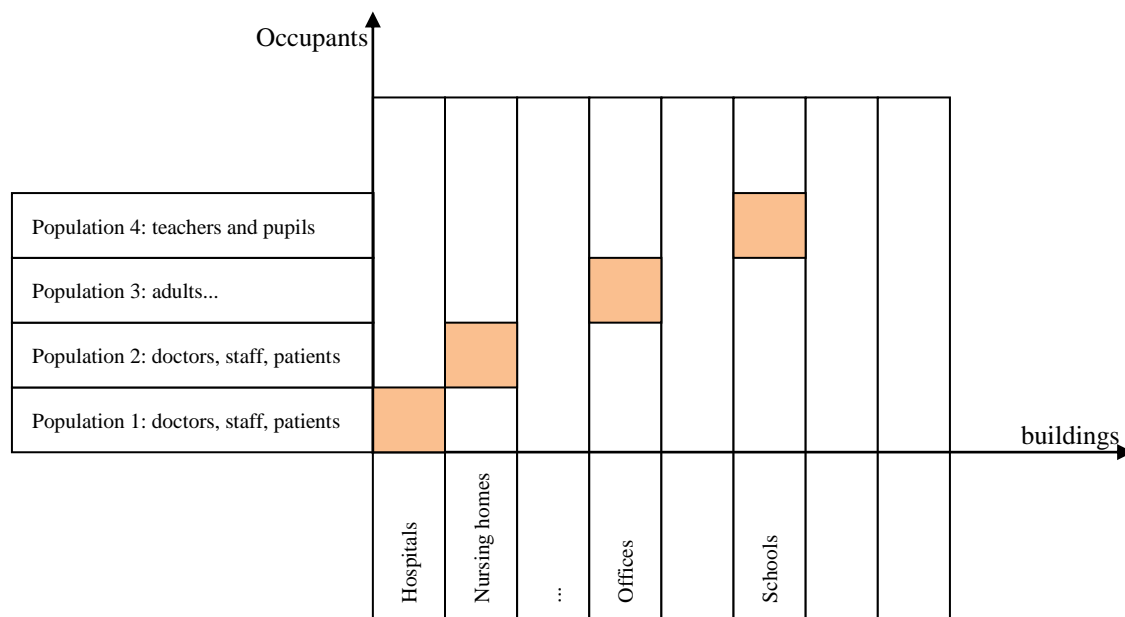 Occupants
Population 4: teachers and pupils
Population 3: adults...
Population 2: doctors, staff, patients
Population 1: doctors, staff, patients
buildings
Hospitals
Nursing homes
...
Offices
Schools